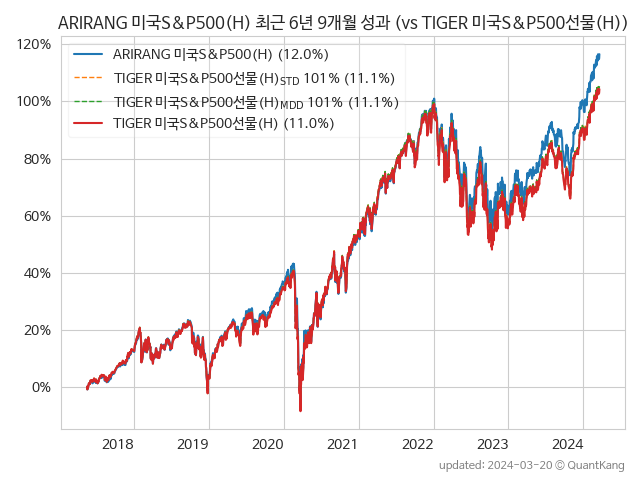 ARIRANG 미국S&P500(H) 최근 6년 9개월 성과 (vs TIGER 미국S&P500선물(H))
120%
ARIRANG 미국S&P500(H) (12.0%)
TIGER 미국S&P500선물(H)STD 101% (11.1%)
100%
TIGER 미국S&P500선물(H)MDD 101% (11.1%)
TIGER 미국S&P500선물(H) (11.0%)
80%
60%
40%
20%
0%
2018 2019 2020 2021 2022 2023 2024
updated: 2024-03-20 © QuantKang